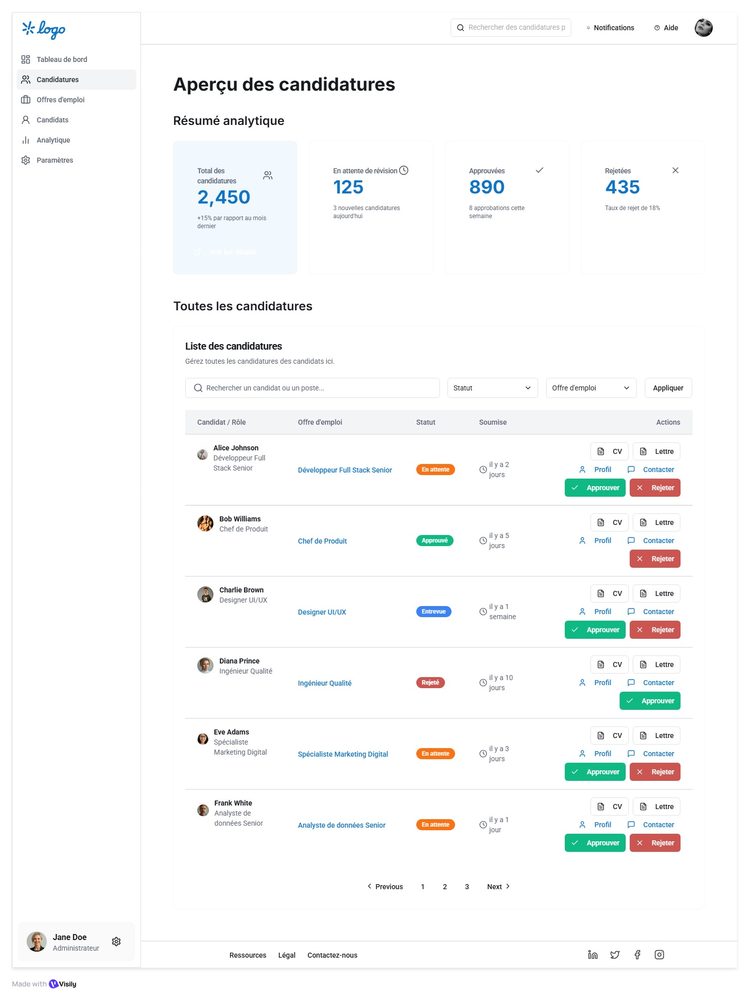 logo
Rechercher des candidatures p
Notifications
Aide
Tableau de bord
Candidatures
Offres d'emploi
Candidats
Analytique
Paramètres
Aperçu des candidatures
Résumé analytique
Total des
candidatures
2,450
+15% par rapport au mois
dernier
Voir les détails
En attente de révision
125
3 nouvelles candidatures
aujourd'hui
Approuvées
890
8 approbations cette
semaine
Rejetées
435
Taux de rejet de 18%
Toutes les candidatures
Liste des candidatures
Gérez toutes les candidatures des candidats ici.
Rechercher un candidat ou un poste...
Statut
Offre d'emploi
Appliquer
Candidat / Rôle
Offre d'emploi
Statut
Soumise
Actions
Alice Johnson
Développeur Full
Stack Senior
Développeur Full Stack Senior
En attente
il y a 2
jours
CV
Lettre
Profil
Contacter
Approuver
Rejeter
Bob Williams
Chef de Produit
Chef de Produit
Approuvé
il y a 5
jours
CV
Lettre
Profil
Contacter
Rejeter
Charlie Brown
Designer UI/UX
Designer UI/UX
Entrevue
il y a 1
semaine
CV
Lettre
Profil
Contacter
Approuver
Rejeter
Diana Prince
Ingénieur Qualité
Ingénieur Qualité
Rejeté
il y a 10
jours
CV
Lettre
Profil
Contacter
Approuver
Eve Adams
Spécialiste
Marketing Digital
Spécialiste Marketing Digital
En attente
il y a 3
jours
CV
Lettre
Profil
Contacter
Approuver
Rejeter
Frank White
Analyste de
données Senior
Analyste de données Senior
En attente
il y a 1
jour
CV
Lettre
Profil
Contacter
Approuver
Rejeter
Previous
1
2
3
Next
Jane Doe
Administrateur
Ressources
Légal
Contactez-nous
Made with Visily